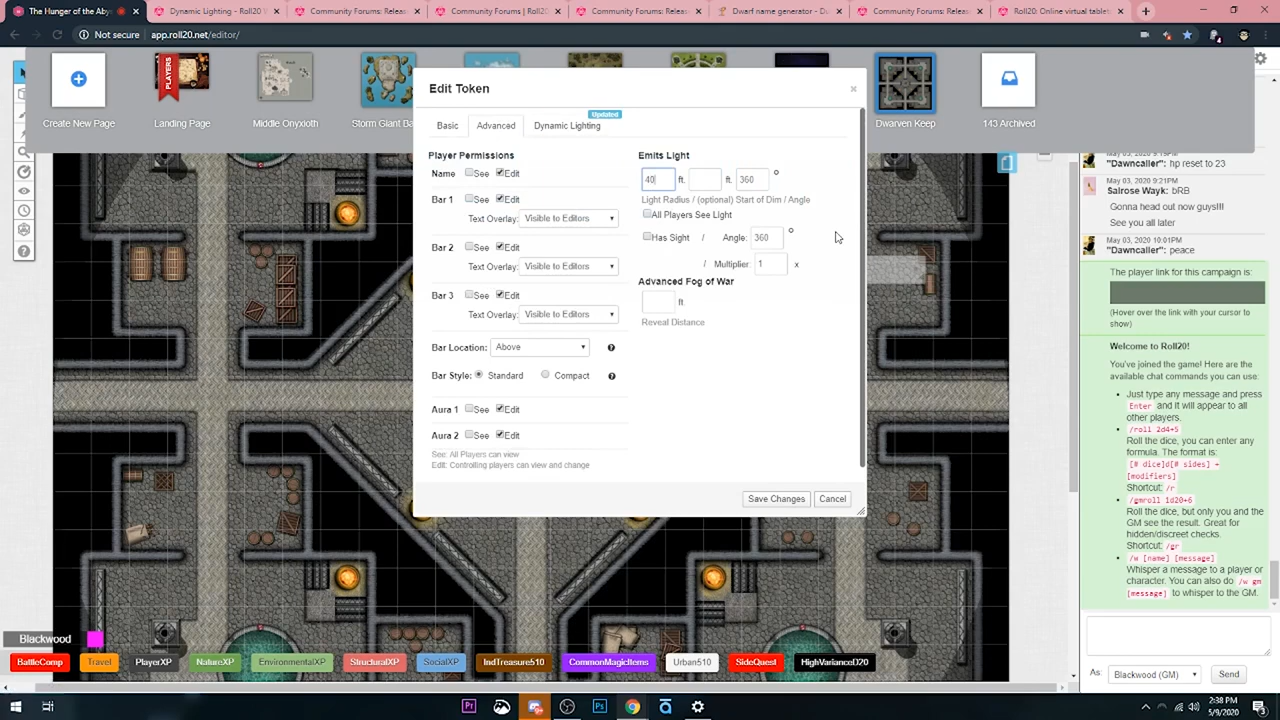 The Hunger of the Abys
Dynamic Lighting - Roll20
Community Forums: Relea
Community Forums: Relea
Community Forums: Relea
Dwarf name generator -
Community Forums: Relea
Roll20: Online virtual tablet
Not secure app.roll20.net/editor/
PLAYERS
Create New Page
Landing Page
Middle Onyxioth
Storm Giant Ba
Dwarven Keep
143 Archived
Edit Token
Updated
Basic
Advanced
Dynamic Lighting
Player Permissions
Name See Edit
Bar 1 See Edit
Text Overlay: Visible to Editors
Bar 2 See Edit
Text Overlay: Visible to Editors
Bar 3 See Edit
Text Overlay: Visible to Editors
Bar Location: Above
Bar Style: Standard Compact
Aura 1 See Edit
Aura 2 See Edit
See: All Players can view
Edit: Controlling players can view and change
Emits Light
40 ft. ft. 360 °
Light Radius / (optional) Start of Dim / Angle
All Players See Light
Has Sight / Angle: 360 °
/ Multiplier 1 x
Advanced Fog of War
ft.
Reveal Distance
Save Changes
Cancel
May 03, 2020 9:19PM
"Dawncaller": hp reset to 23
May 03, 2020 9:21PM
Salrose Wayk: bRB
Gonna head out now guys!!!
See you all later
May 03, 2020 10:01PM
"Dawncaller": peace
The player link for this campaign is:
(Hover over the link with your cursor to
show)
Welcome to Roll20!
You've joined the game! Here are the
available chat commands you can use:
• Just type any message and press
Enter and it will appear to all
other players.
• /roll 2d4+5
Roll the dice, you can enter any
formula. The format is:
[# dice]d[# sides] +
[modifiers]
Shortcut: /r
• /gmroll 1d20+6
Roll the dice, but only you and the
GM see the result. Great for
hidden/discreet checks.
Shortcut: /gr
• /w [name] [message]
Whisper a message to a player or
character. You can also do /w gm
[message] to whisper to the GM.
Blackwood
BattleComp
Travel
PlayerXP
NatureXP
EnvironmentalXP
StructuralXP
SocialXP
IndTreasure510
CommonMagicItems
Urban510
SideQuest
HighVarianceD20
As: Blackwood (GM)
Send
2:38 PM
5/9/2020